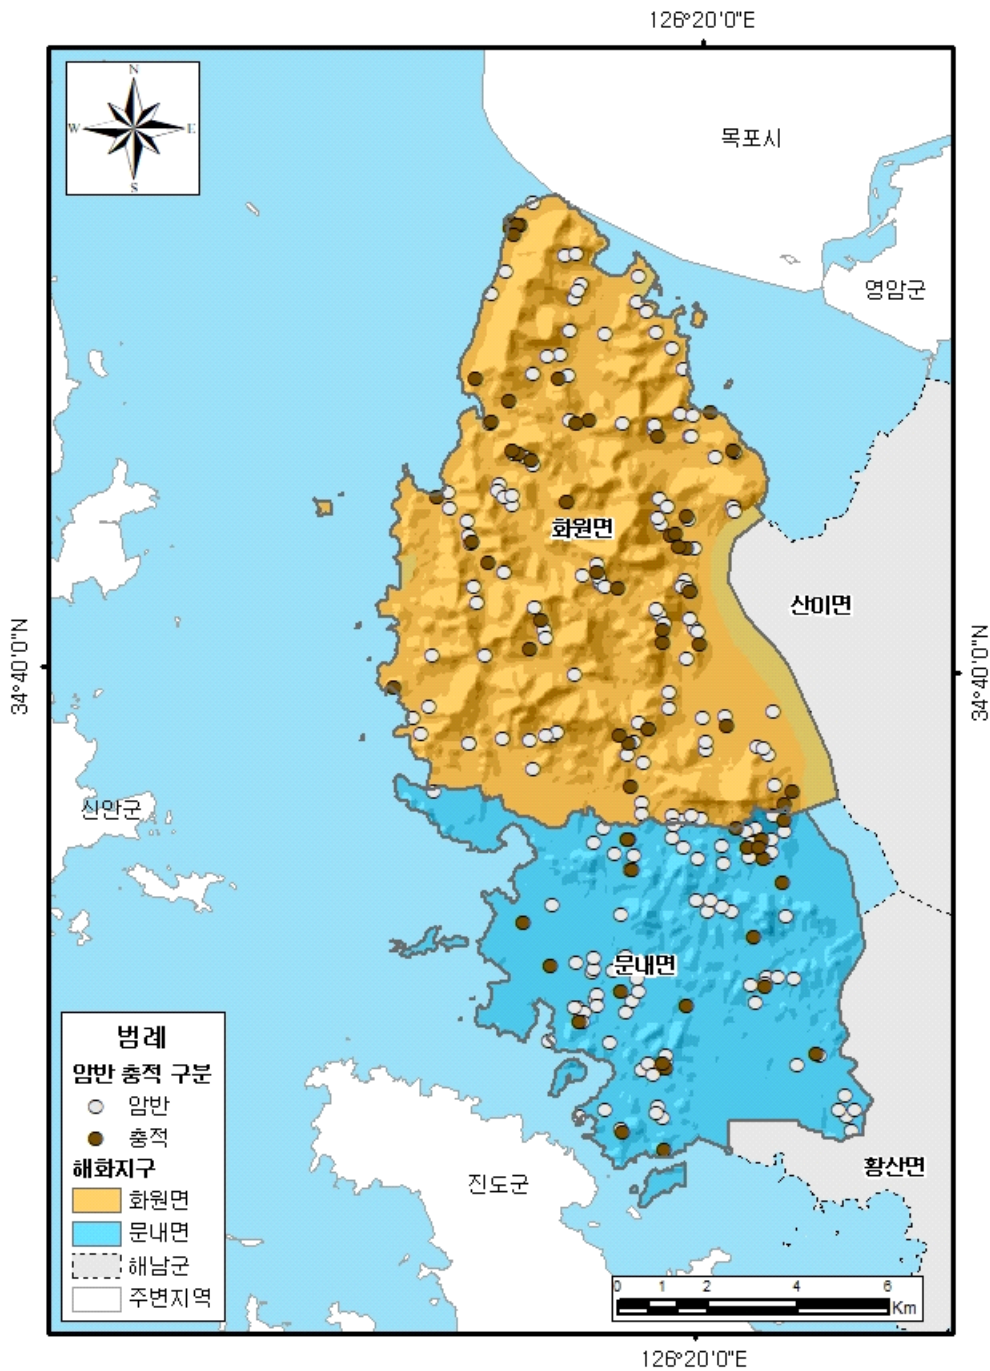 126°20'0"E
N
W
E
S
목포시
영암군
화원면
산이면
34°40'0"N
34°40'0"N
신안군
문내면
범례
암반 충적 구분
암반
충적
해화지구
화원면
문내면
해남군
주변지역
진도군
황산면
0 1 2 4 6
Km
126°20'0"E